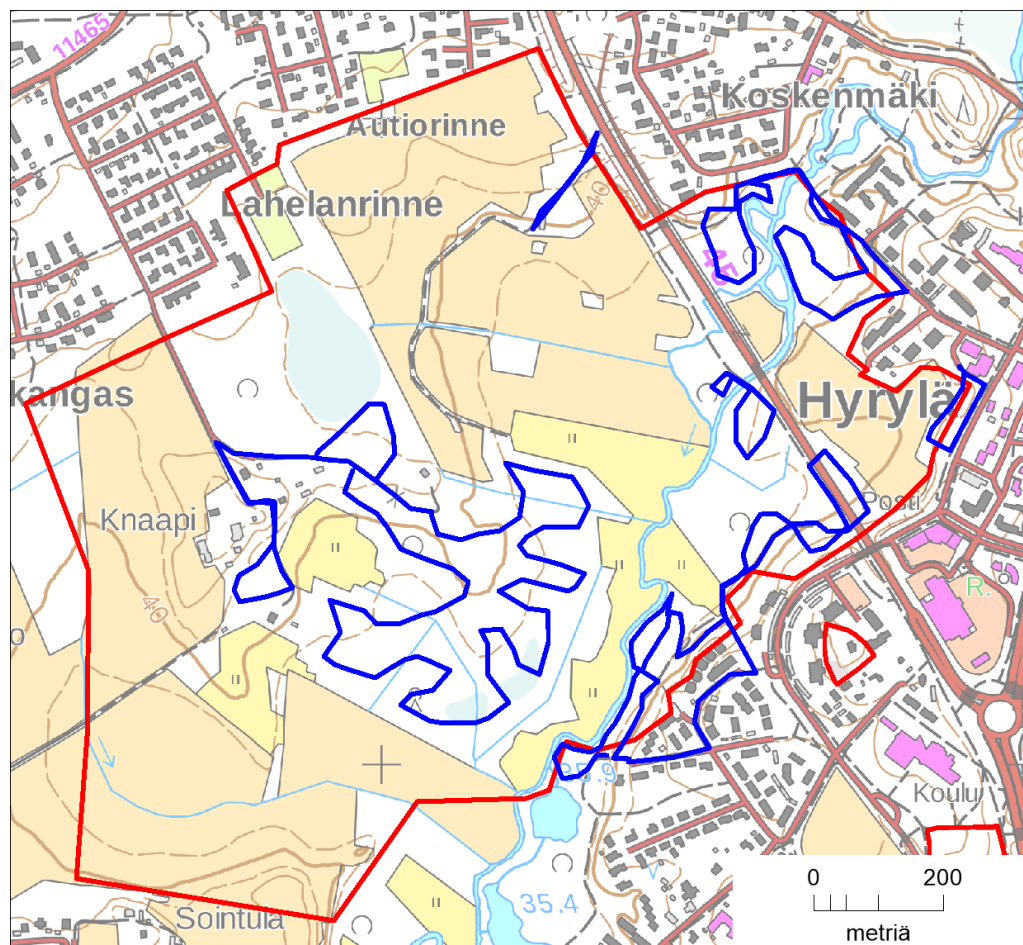 11465
Koskenmäki
Autiorinne
40
Lahelanrinne
45
kangas
Hyrylä
Knaapi
Posti
40
R.
o
35.9
Koulu
35.4
Sointula
0 200
metriä